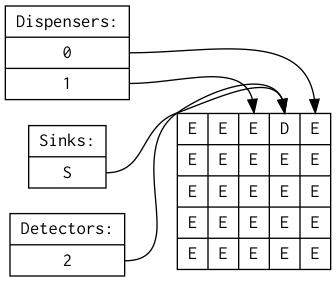 Dispensers:
0
1
Sinks:
S
Detectors:
2
E E E D E
E E E E E
E E E E E
E E E E E
E E E E E